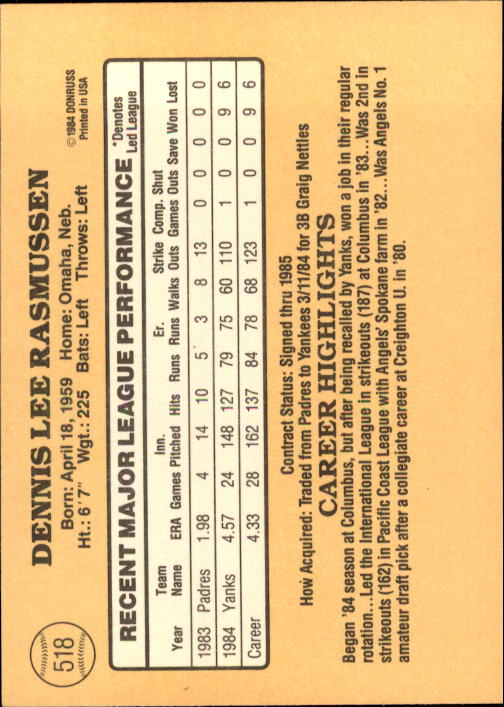 518
DENNIS LEE RASMUSSEN
Born: April 18, 1959 Home: Omaha, Neb.
Ht.: 6'7" Wgt.: 225 Bats: Left Throws: Left
©1984 DONRUSS
Printed in USA
RECENT MAJOR LEAGUE PERFORMANCE
*Denotes
Led League
Year Team Name ERA Games Inn. Pitched Hits Runs Er. Runs Walks Strike Outs Comp. Games Shut Outs Save Won Lost
1983 Padres 1.98 4 14 10 5 3 8 13 0 0 0 0 0
1984 Yanks 4.57 24 148 127 79 75 60 110 1 0 0 9 6
Career 4.33 28 162 137 84 78 68 123 1 0 0 9 6
Contract Status: Signed thru 1985
How Acquired: Traded from Padres to Yankees 3/11/84 for 3B Graig Nettles
CAREER HIGHLIGHTS
Began '84 season at Columbus, but after being recalled by Yanks, won a job in their regular
rotation...Led the International League in strikeouts (187) at Columbus in '83...Was 2nd in
strikeouts (162) in Pacific Coast League with Angels' Spokane farm in '82...Was Angels No. 1
amateur draft pick after a collegiate career at Creighton U. in '80.